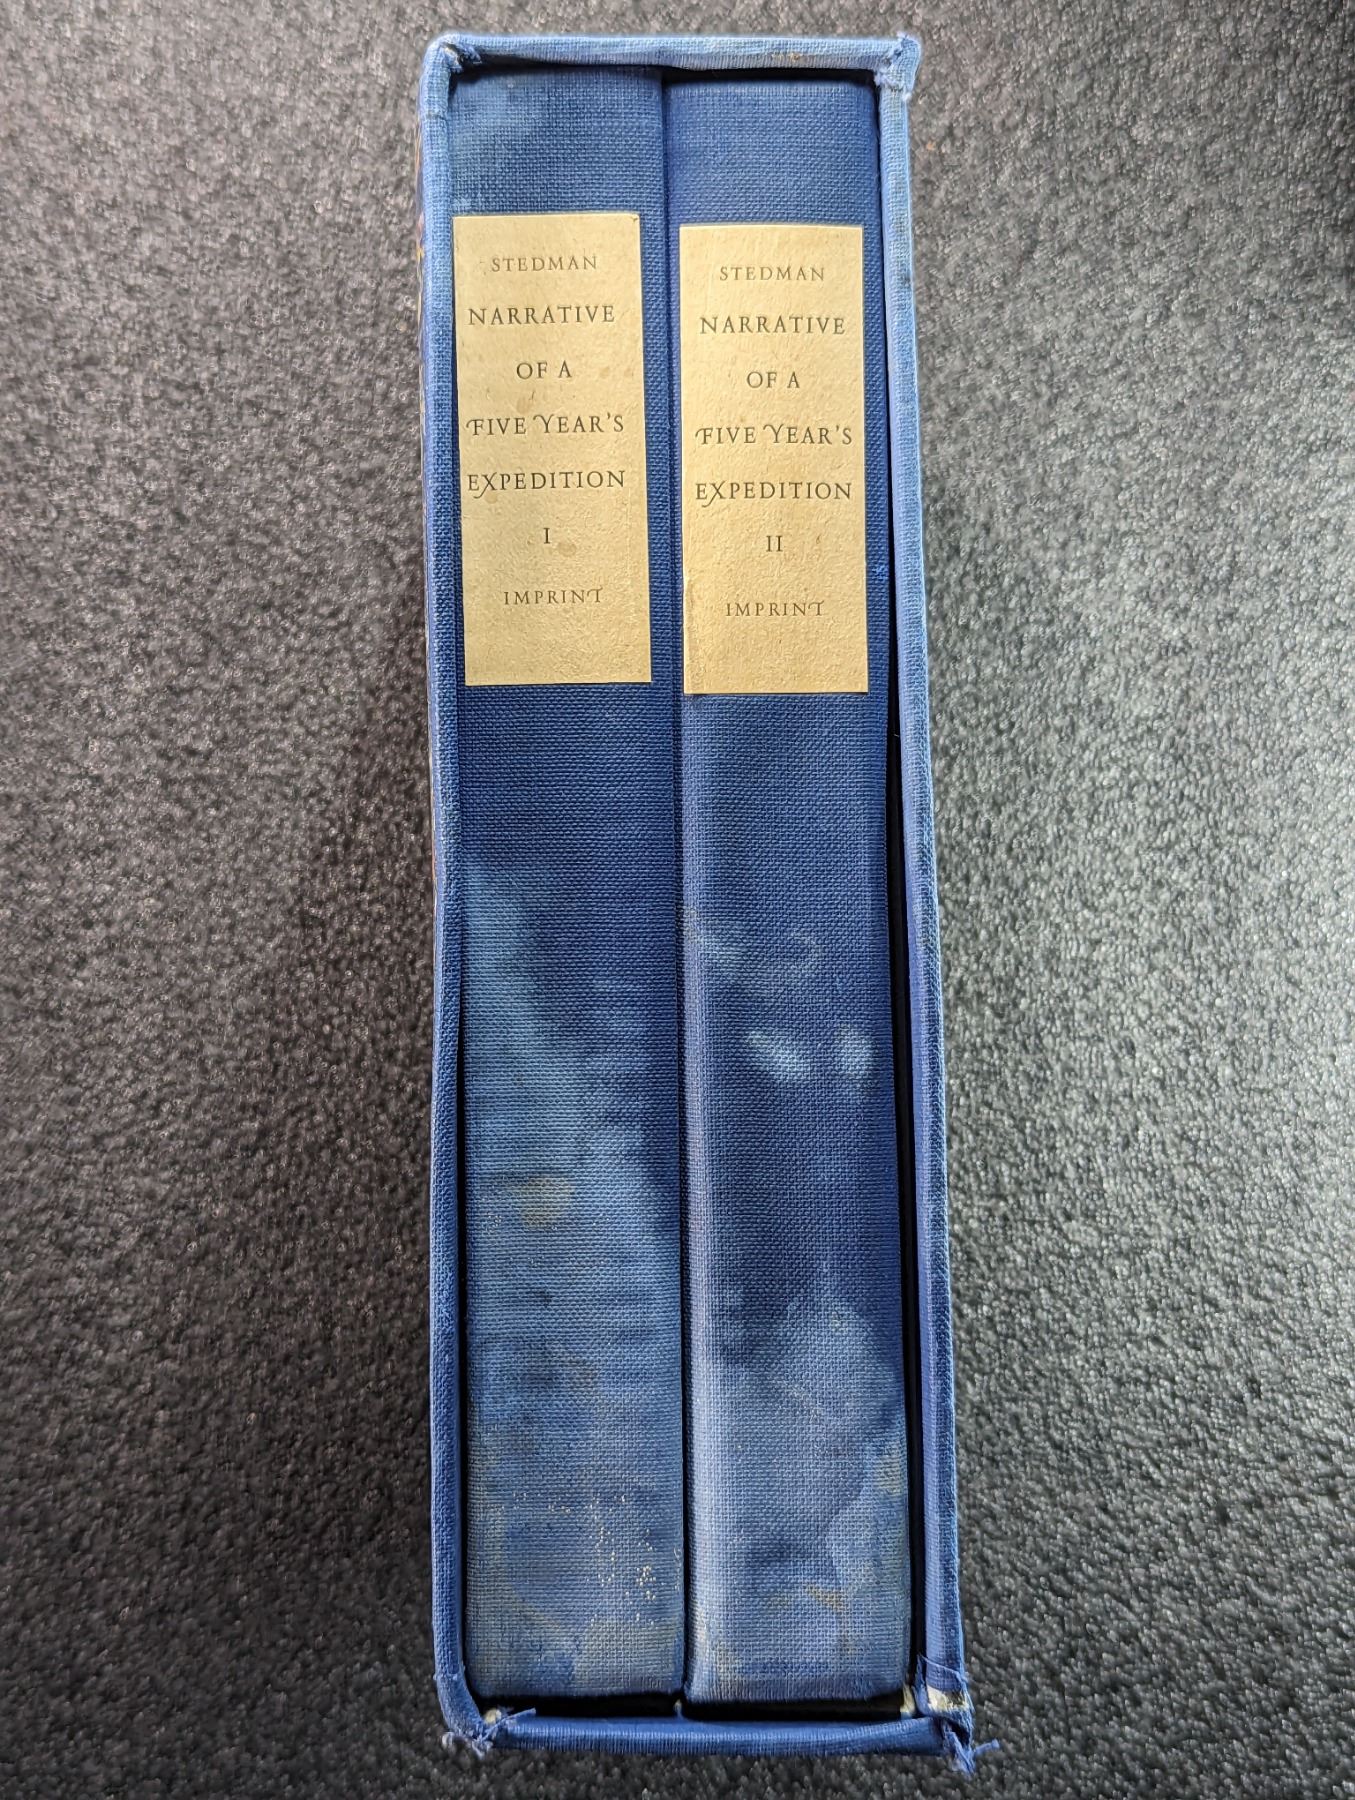 STEDMAN
NARRATIVE
OF A
FIVE YEAR'S
EXPEDITION
I
IMPRINT
STEDMAN
NARRATIVE
OF A
FIVE YEAR'S
EXPEDITION
II
IMPRINT